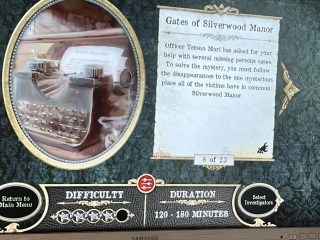 Gates of Silverwood Manor
Officer Tetsuo Mori has asked for your
help with several missing persons cases.
To solve the mystery, you must follow
the disappearances to the one mysterious
place all of the victims have in common:
Silverwood Manor.
8 of 23
Return to
Main Menu
DIFFICULTY
DURATION
120 - 180 MINUTES
Select
Investigators
SAMSUNG